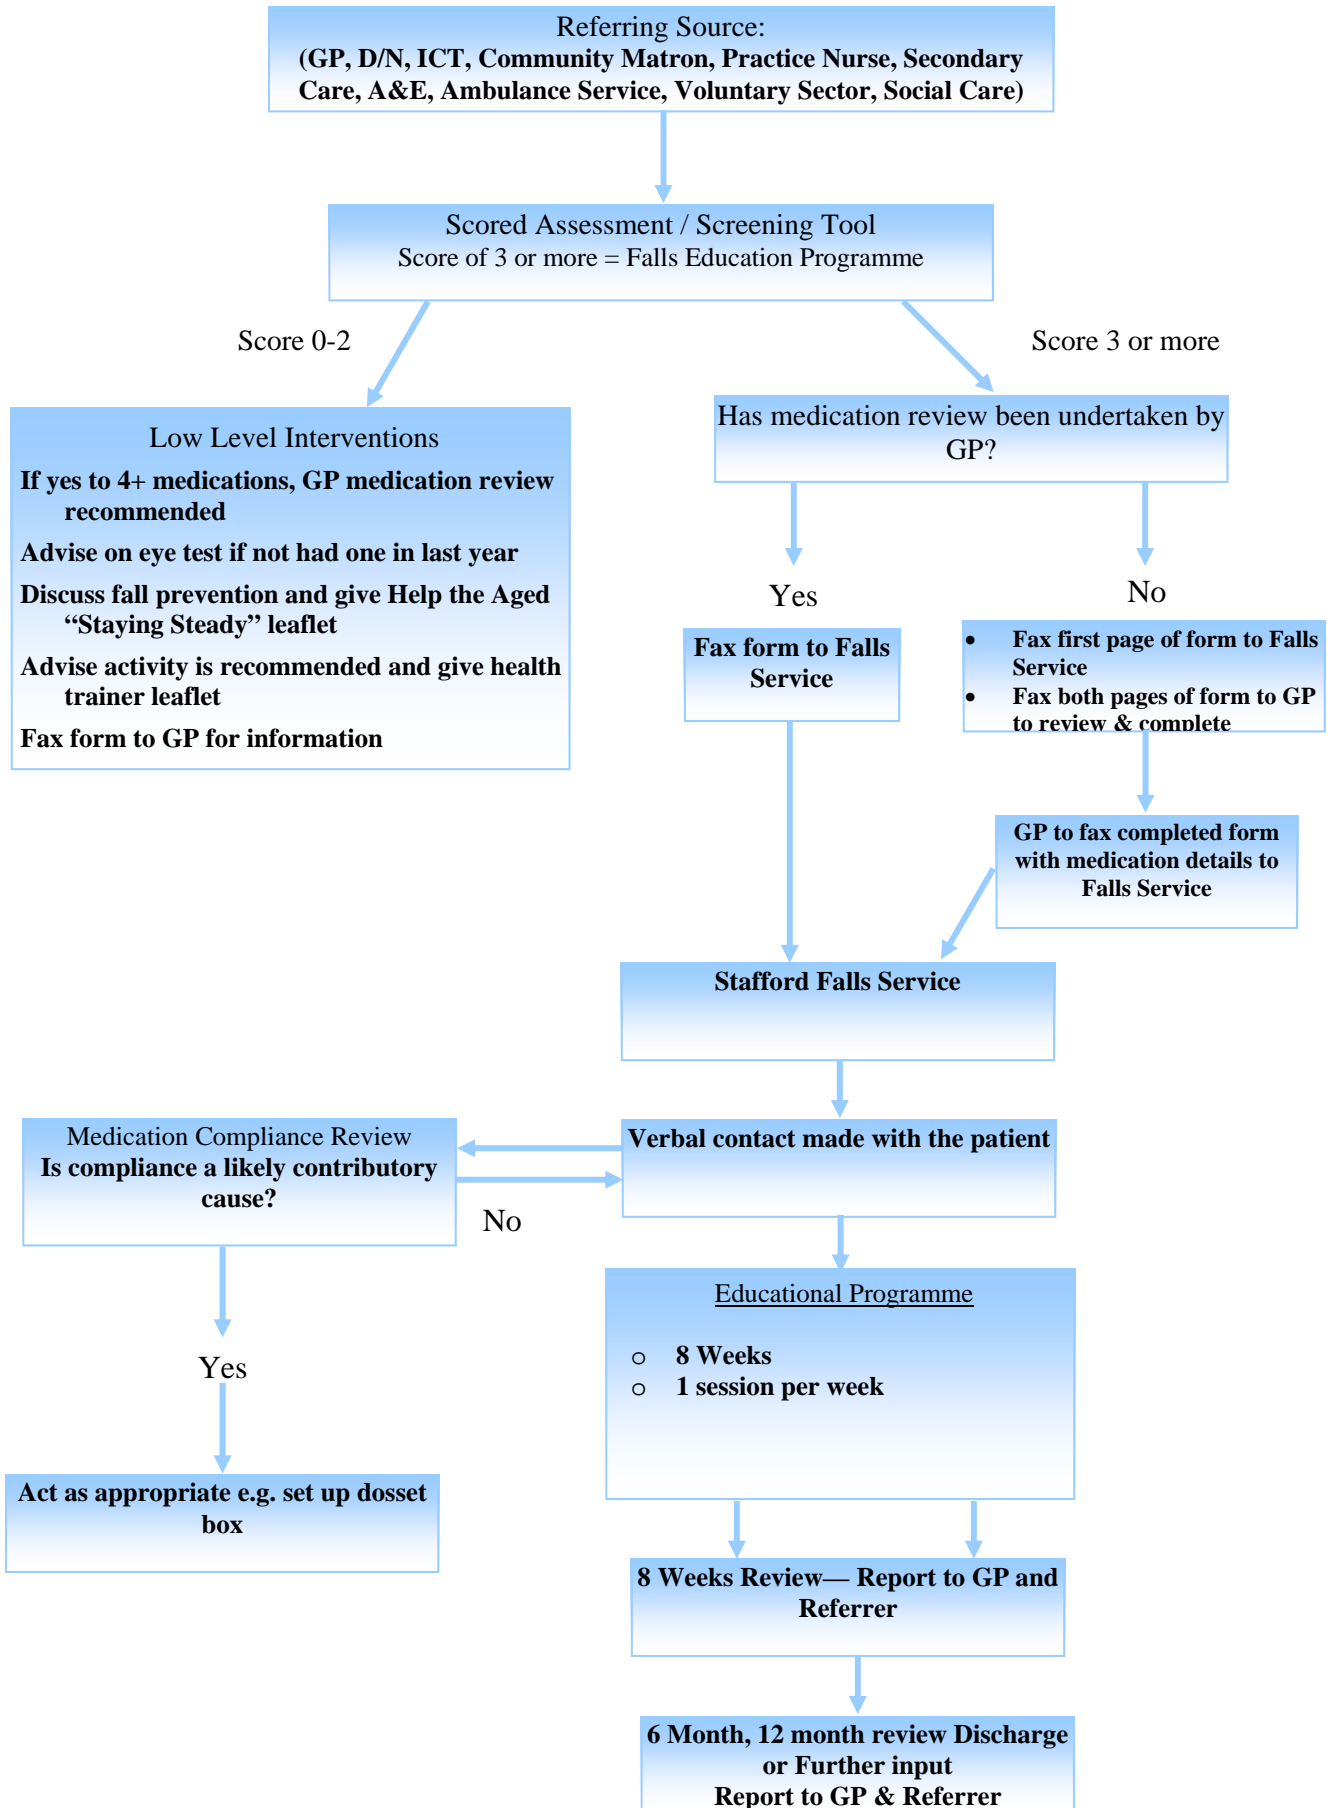 Referring Source:
(GP, D/N, ICT, Community Matron, Practice Nurse, Secondary
Care, A&E, Ambulance Service, Voluntary Sector, Social Care)
Scored Assessment / Screening Tool
Score of 3 or more = Falls Education Programme
Score 0-2
Score 3 or more
Low Level Interventions
If yes to 4+ medications, GP medication review
recommended
Advise on eye test if not had one in last year
Discuss fall prevention and give Help the Aged
“Staying Steady” leaflet
Advise activity is recommended and give health
trainer leaflet
Fax form to GP for information
Has medication review been undertaken by
GP?
Yes
No
Fax form to Falls
Service
• Fax first page of form to Falls
Service
• Fax both pages of form to GP
to review & complete
GP to fax completed form
with medication details to
Falls Service
Stafford Falls Service
Verbal contact made with the patient
Medication Compliance Review
Is compliance a likely contributory
cause?
No
Yes
Act as appropriate e.g. set up dosset
box
Educational Programme
o 8 Weeks
o 1 session per week
8 Weeks Review— Report to GP and
Referrer
6 Month, 12 month review Discharge
or Further input
Report to GP & Referrer